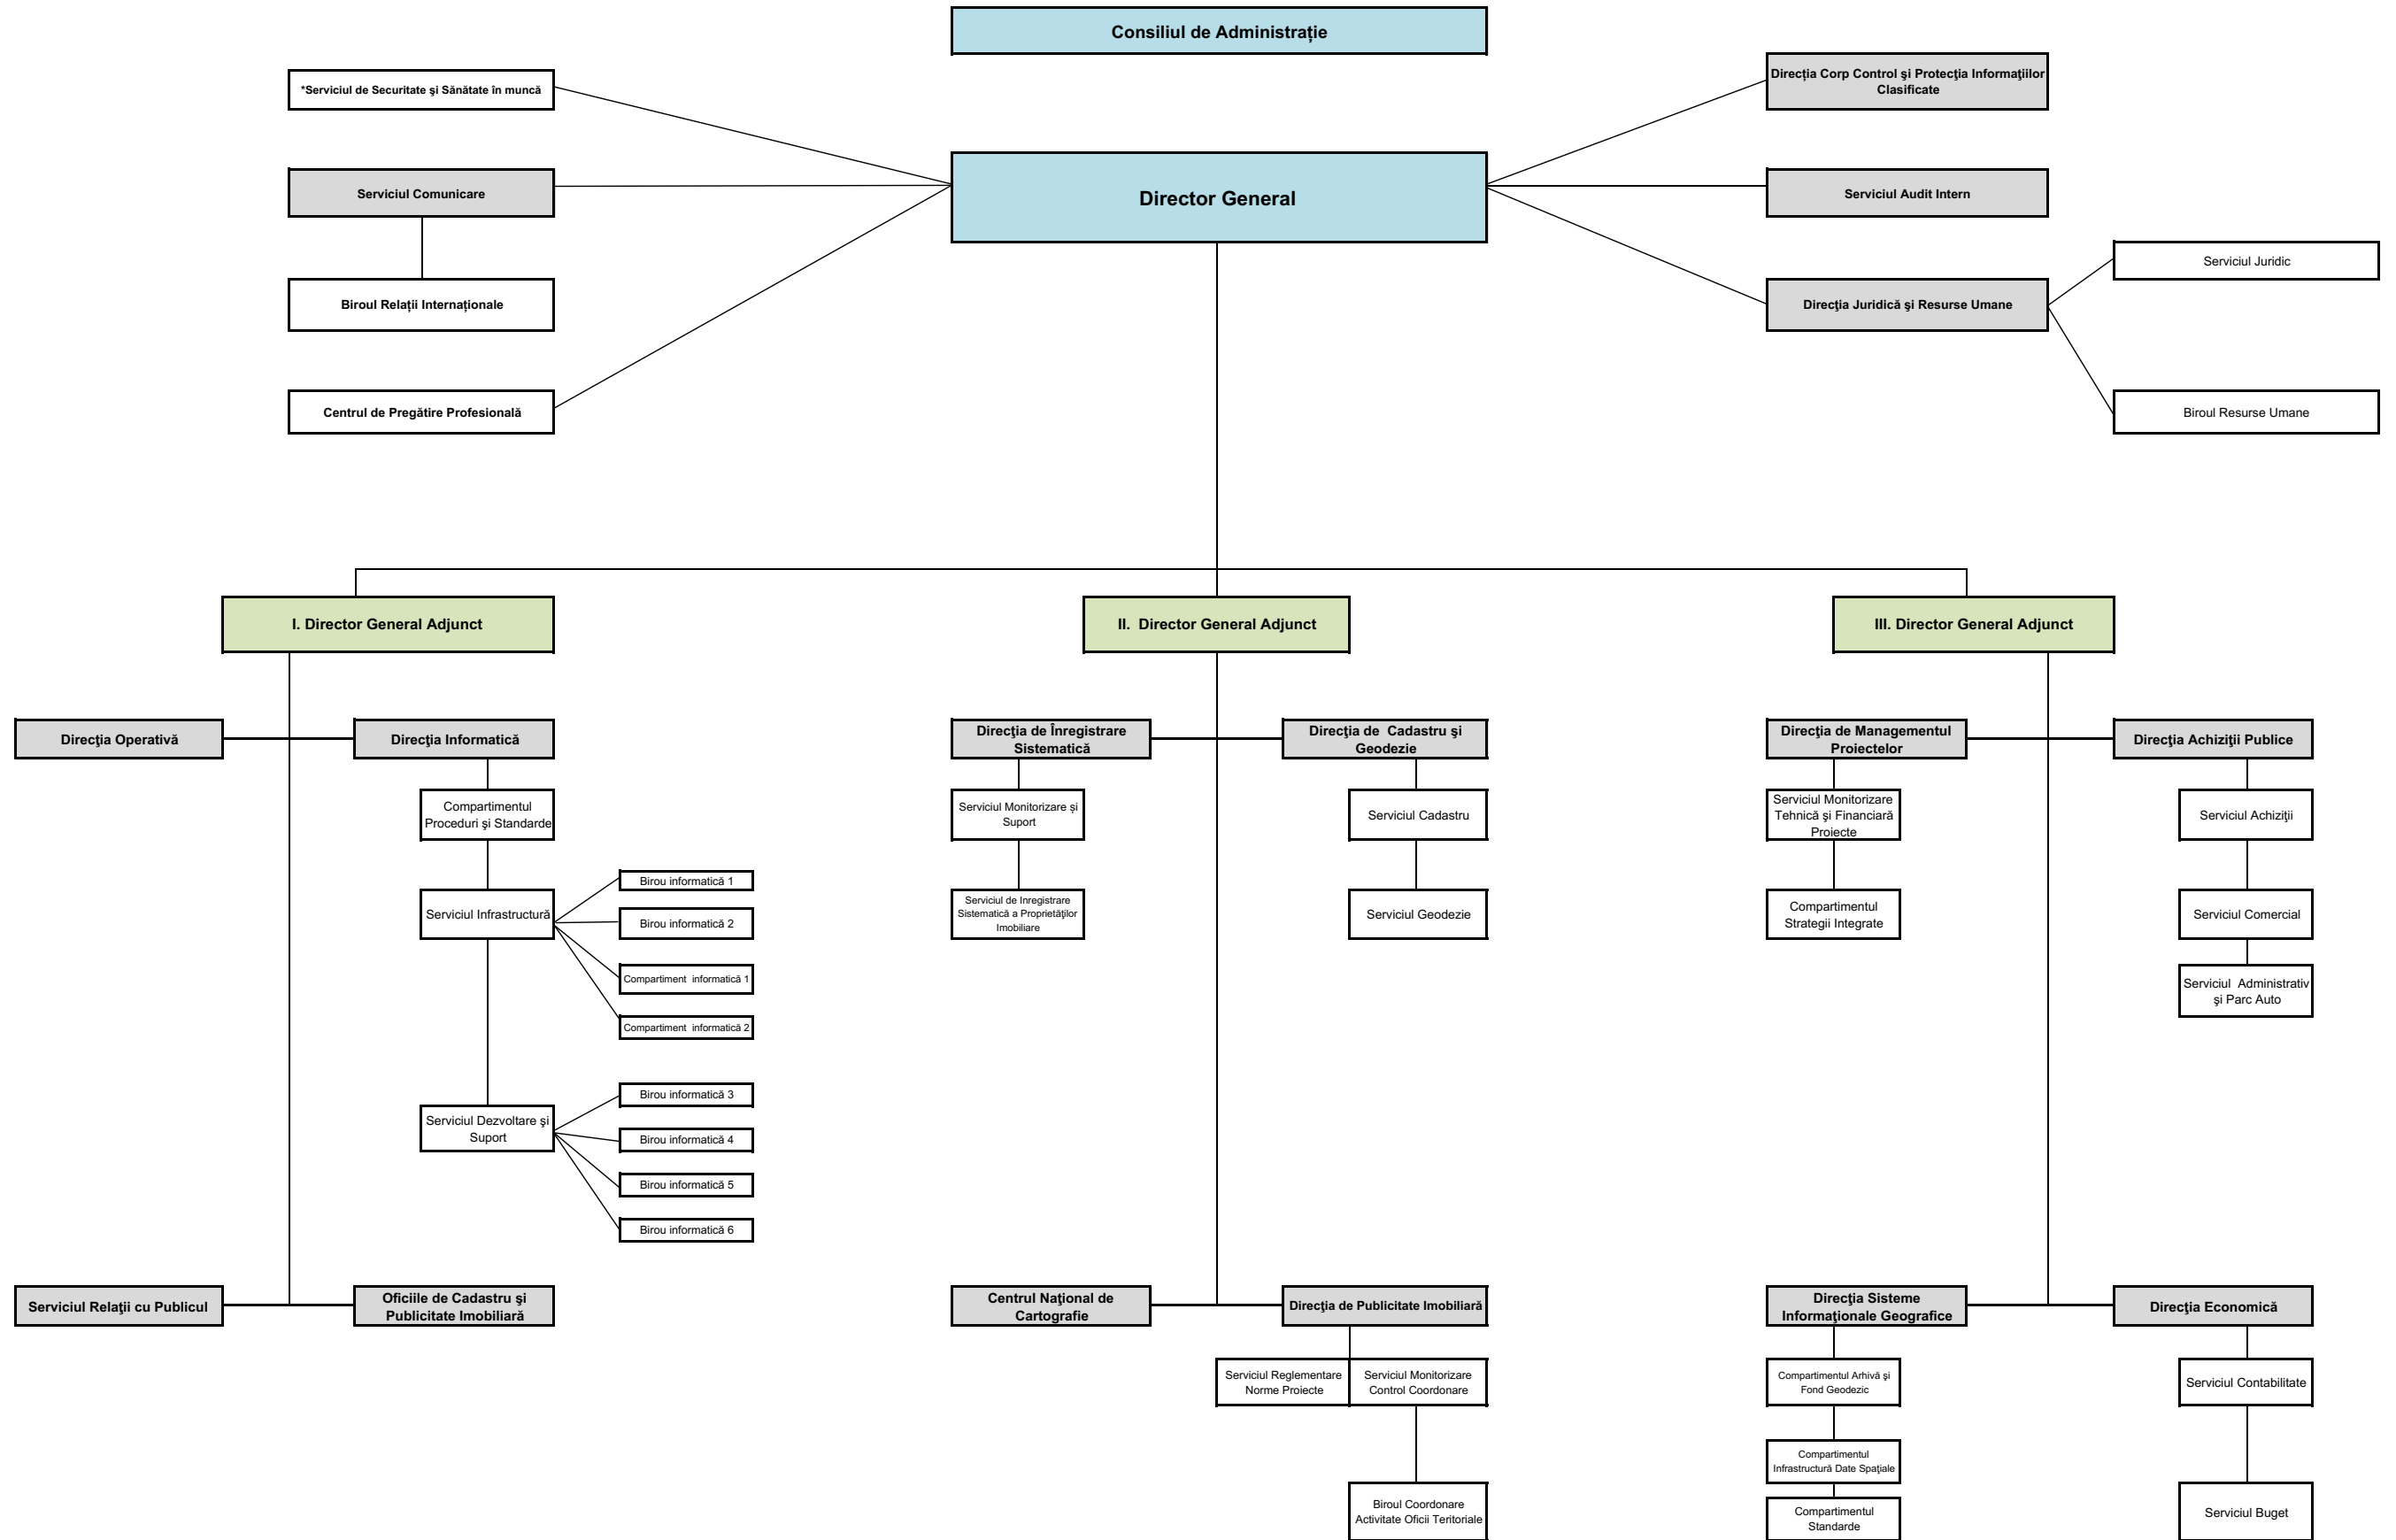 Consiliul de Administrație
*Serviciul de Securitate şi Sănătate în muncă
Direcția Corp Control şi Protecţia Informaţiilor
Clasificate
Serviciul Comunicare
Director General
Serviciul Audit Intern
Serviciul Juridic
Biroul Relații Internaționale
Direcţia Juridică şi Resurse Umane
Centrul de Pregătire Profesională
Biroul Resurse Umane
I. Director General Adjunct
II. Director General Adjunct
III. Director General Adjunct
Direcţia Operativă
Direcţia Informatică
Direcţia de Înregistrare
Sistematică
Direcţia de Cadastru şi
Geodezie
Direcţia de Managementul
Proiectelor
Direcţia Achiziţii Publice
Compartimentul
Proceduri şi Standarde
Serviciul Monitorizare și
Suport
Serviciul Cadastru
Serviciul Monitorizare
Tehnică şi Financiară
Proiecte
Serviciul Achiziţii
Birou informatică 1
Serviciul Infrastructură
Birou informatică 2
Compartiment informatică 1
Compartiment informatică 2
Serviciul de Inregistrare
Sistematică a Proprietăţilor
Imobiliare
Serviciul Geodezie
Compartimentul
Strategii Integrate
Serviciul Comercial
Serviciul Administrativ
şi Parc Auto
Birou informatică 3
Serviciul Dezvoltare şi
Suport
Birou informatică 4
Birou informatică 5
Birou informatică 6
Serviciul Relaţii cu Publicul
Oficiile de Cadastru şi
Publicitate Imobiliară
Centrul Naţional de
Cartografie
Direcţia de Publicitate Imobiliară
Direcţia Sisteme
Informaţionale Geografice
Direcţia Economică
Serviciul Reglementare
Norme Proiecte
Serviciul Monitorizare
Control Coordonare
Compartimentul Arhivă şi
Fond Geodezic
Serviciul Contabilitate
Compartimentul
Infrastructură Date Spaţiale
Biroul Coordonare
Activitate Oficii Teritoriale
Compartimentul
Standarde
Serviciul Buget